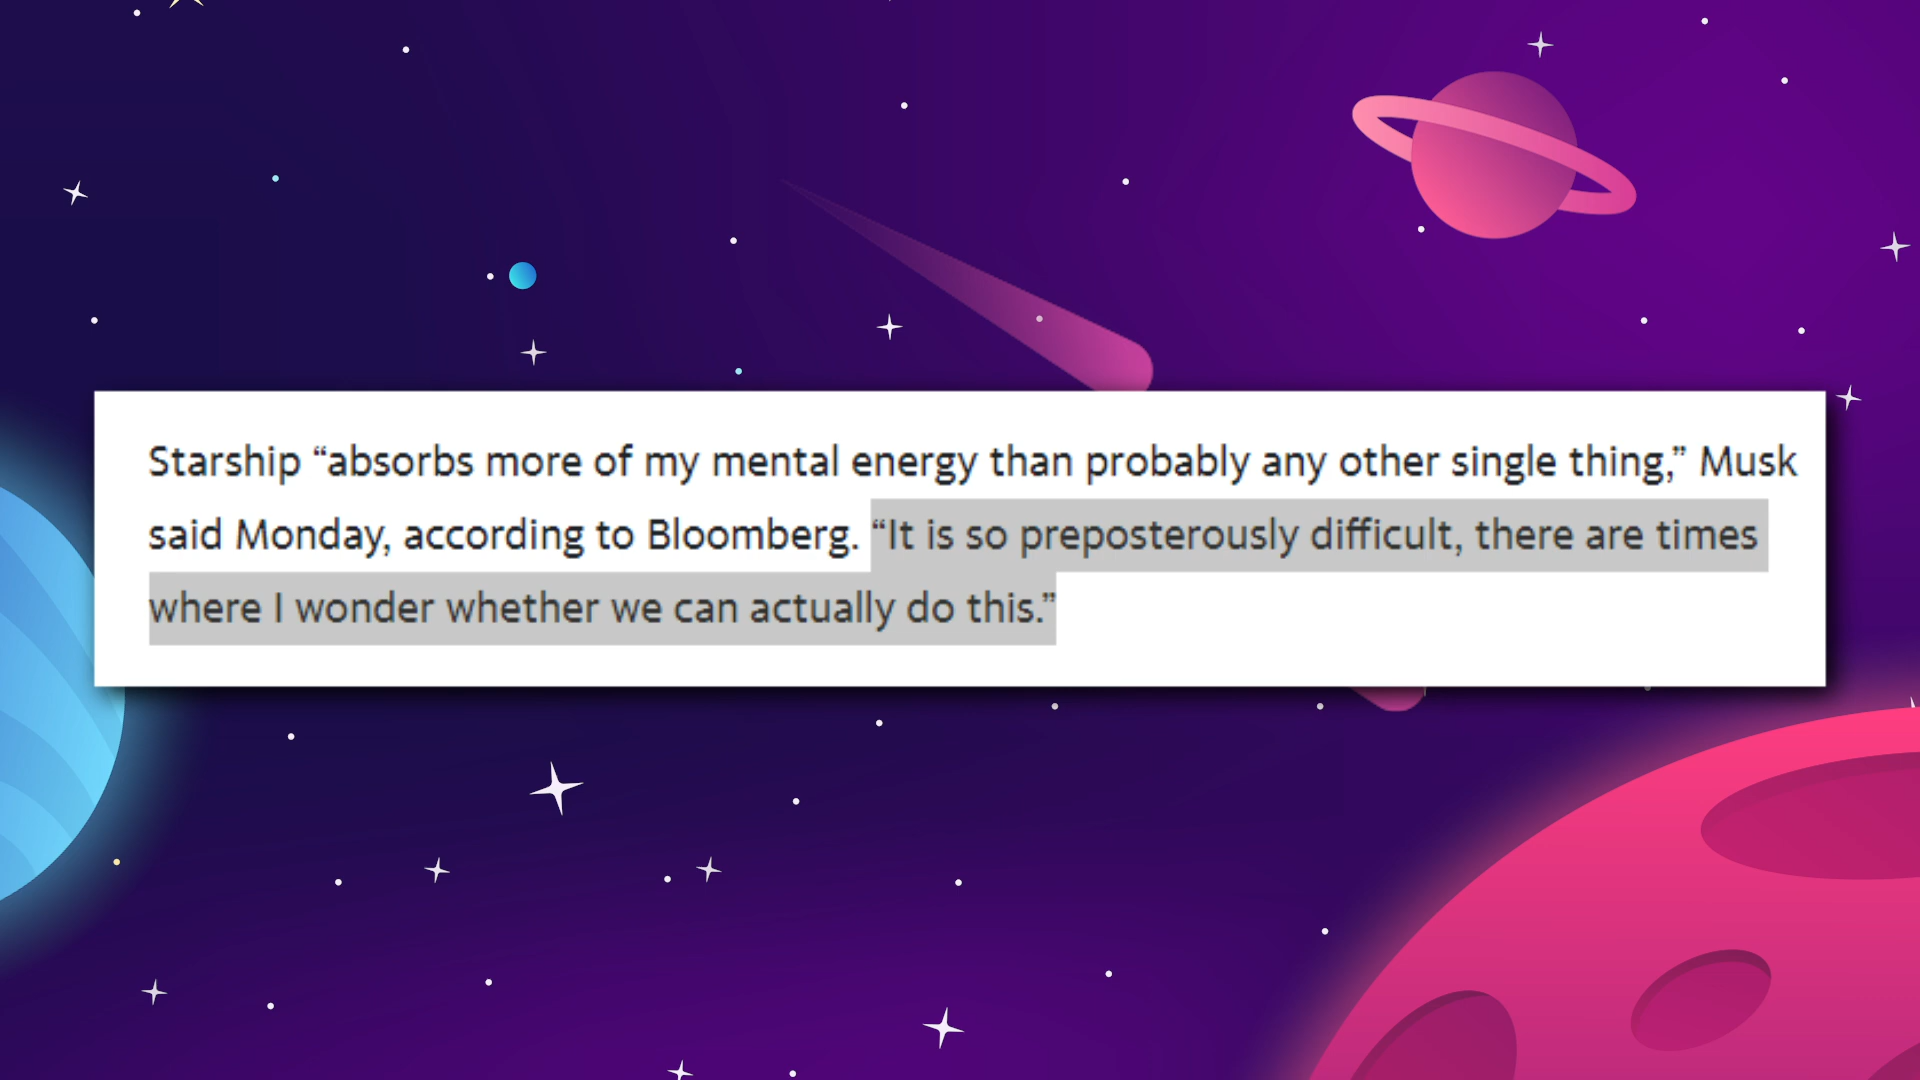 Starship “absorbs more of my mental energy than probably any other single thing,” Musk
said Monday, according to Bloomberg. “It is so preposterously difficult, there are times
where I wonder whether we can actually do this.”